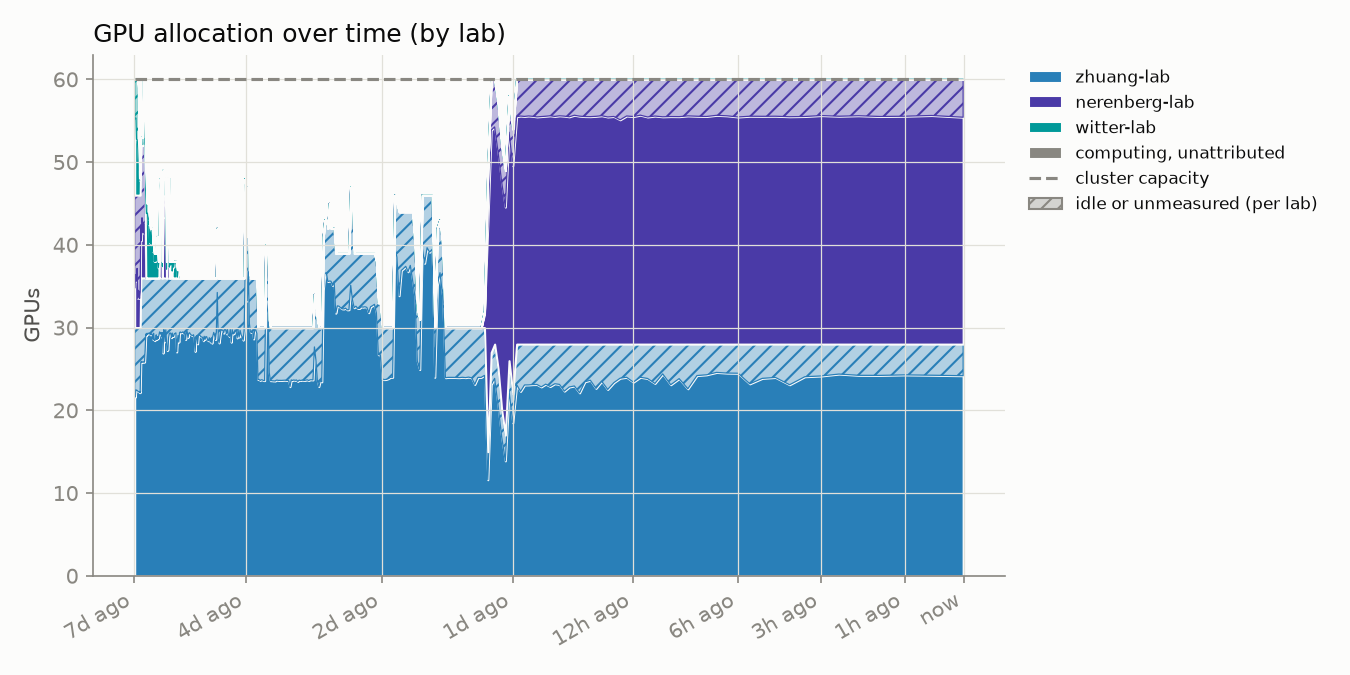 GPU allocation over time (by lab)
GPUs
60
50
40
30
20
10
0
7d ago
4d ago
2d ago
1d ago
12h ago
6h ago
3h ago
1h ago
now
zhuang-lab
nerenberg-lab
witter-lab
computing, unattributed
cluster capacity
idle or unmeasured (per lab)